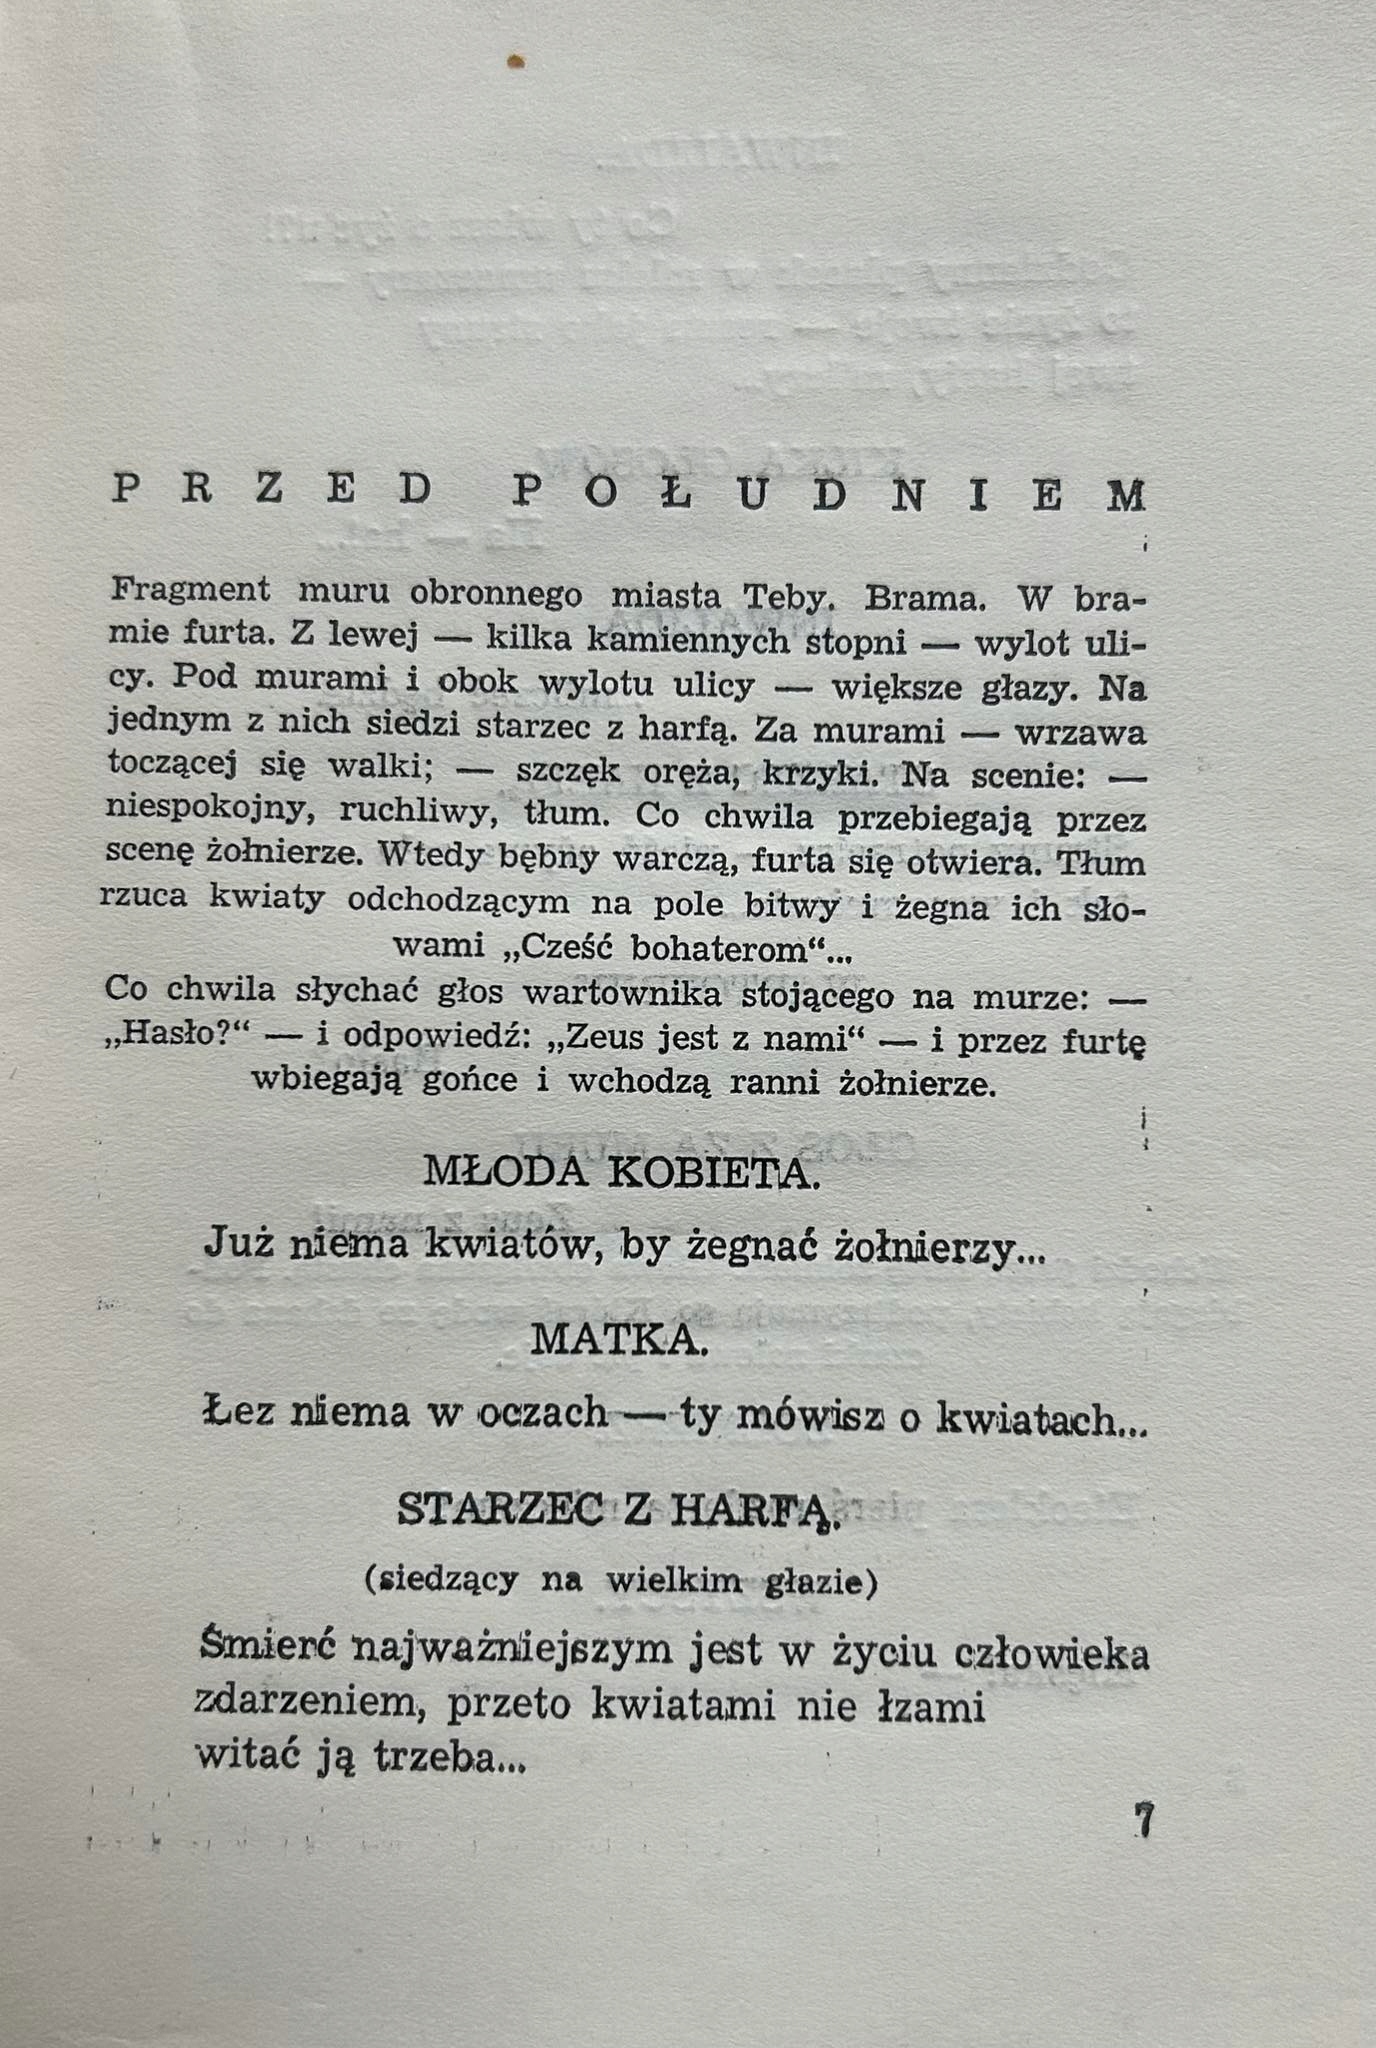 PRZED POŁUDNIEM
Fragment muru obronnego miasta Teby. Brama. W bra-
mie furta. Z lewej — kilka kamiennych stopni — wylot uli-
cy. Pod murami i obok wylotu ulicy — większe głazy. Na
jednym z nich siedzi starzec z harfą. Za murami — wrzawa
toczącej się walki; — szczęk oręża, krzyki. Na scenie: —
niespokojny, ruchliwy, tłum. Co chwila przebiegają przez
scenę żołnierze. Wtedy bębny warczą, furta się otwiera. Tłum
rzuca kwiaty odchodzącym na pole bitwy i żegna ich sło-
wami „Cześć bohaterom“...
Co chwila słychać głos wartownika stojącego na murze: —
„Hasło?“ — i odpowiedź: „Zeus jest z nami“ — i przez furtę
wbiegają gońce i wchodzą ranni żołnierze.
MŁODA KOBIETA.
Już niema kwiatów, by żegnać żołnierzy...
MATKA.
Łez niema w oczach — ty mówisz o kwiatach...
STARZEC Z HARFĄ.
(siedzący na wielkim głazie)
Śmierć najważniejszym jest w życiu człowieka
zdarzeniem, przeto kwiatami nie łzami
witać ją trzeba...
7